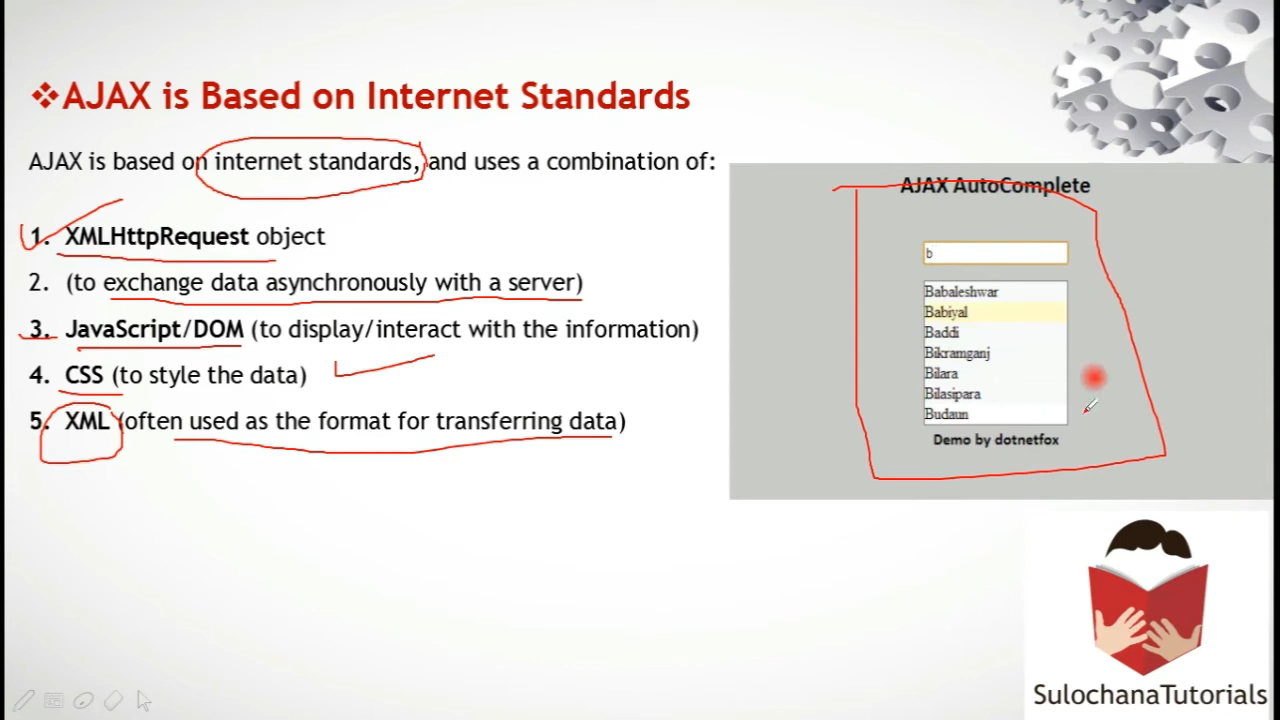 ❖AJAX is Based on Internet Standards
AJAX is based on internet standards, and uses a combination of:
1. XMLHttpRequest object
2. (to exchange data asynchronously with a server)
3. JavaScript/DOM (to display/interact with the information)
4. CSS (to style the data)
5. XML (often used as the format for transferring data)
AJAX AutoComplete
b
Babaleshwar
Babiyal
Baddi
Bikramganj
Bilara
Bilasipara
Budaun
Demo by dotnetfox
SulochanaTutorials